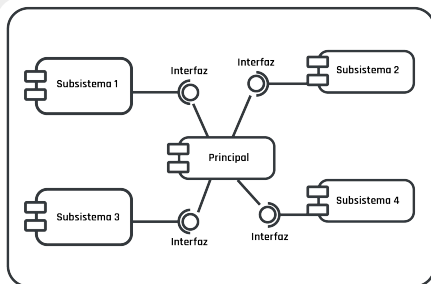 Interfaz
Subsistema 1
Interfaz
Subsistema 2
Principal
Subsistema 3
Interfaz
Subsistema 4
Interfaz